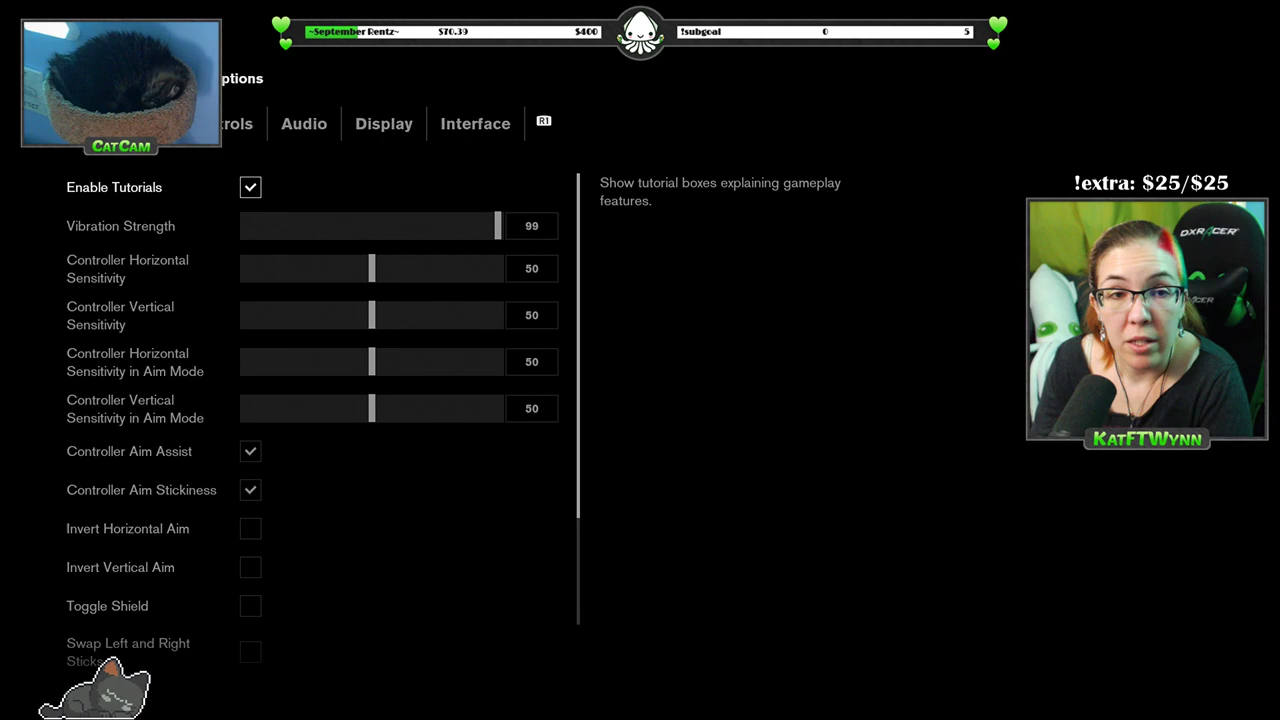 ~September Rentz~ $70.39 $400
!subgoal 0 5
ptions
CatCam
rols
Audio
Display
Interface
R1
Enable Tutorials
Show tutorial boxes explaining gameplay
features.
!extra: $25/$25
Vibration Strength
99
Controller Horizontal
Sensitivity
50
Controller Vertical
Sensitivity
50
Controller Horizontal
Sensitivity in Aim Mode
50
Controller Vertical
Sensitivity in Aim Mode
50
DXRACER
KatFTWynn
Controller Aim Assist
Controller Aim Stickiness
Invert Horizontal Aim
Invert Vertical Aim
Toggle Shield
Swap Left and Right
Sticks